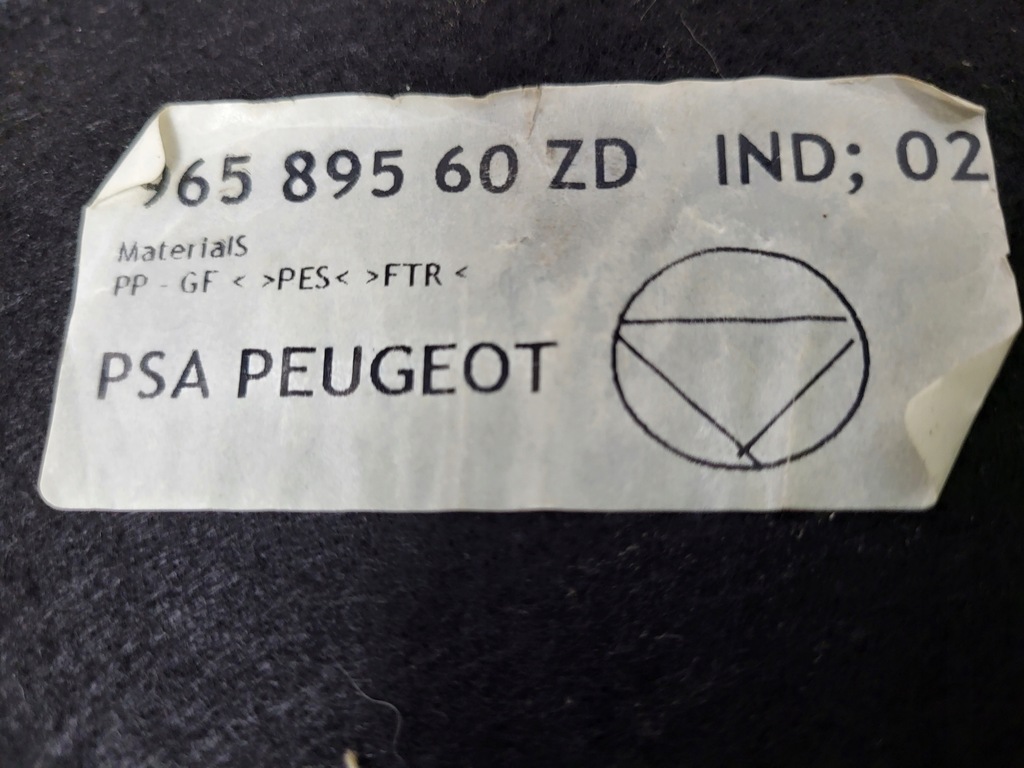 965 895 60 ZD IND; 02
Materials
PP - GF < >PES< >FTR <
PSA PEUGEOT